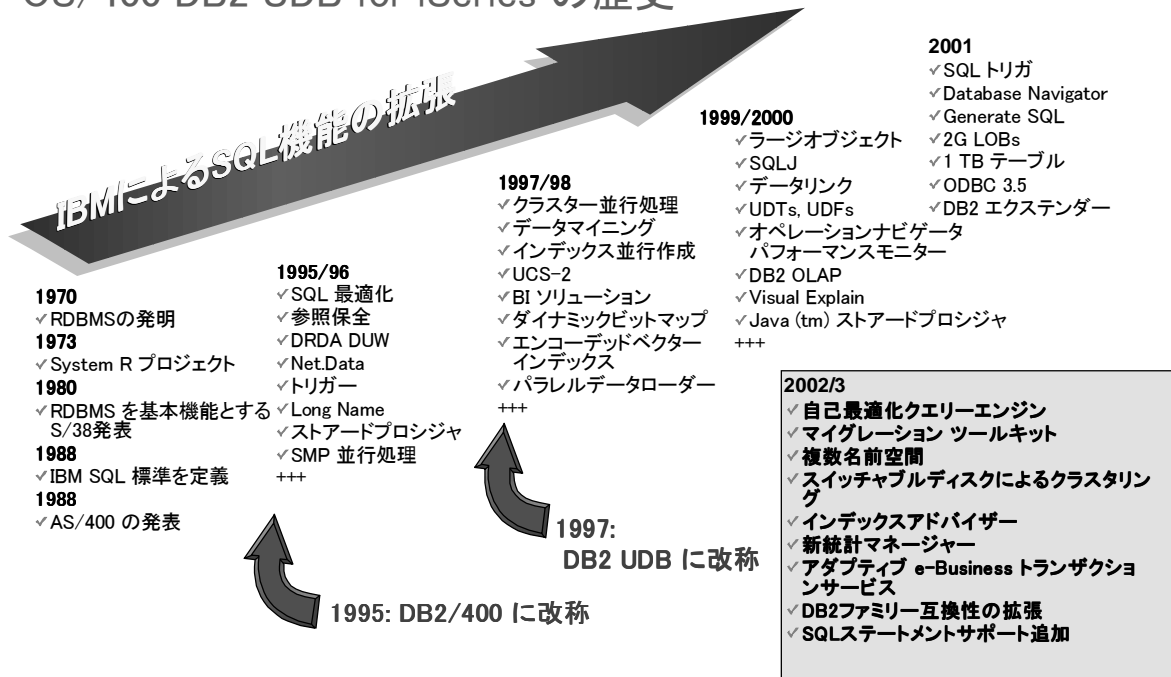 OS/400 DB2 UDB for iSeries の歴史
IBMによるSQL機能の拡張
1970
✓RDBMSの発明
1973
✓System R プロジェクト
1980
✓RDBMS を基本機能とする
S/38発表
1988
✓IBM SQL 標準を定義
1988
✓AS/400 の発表
1995/96
✓SQL 最適化
✓参照保全
✓DRDA DUW
✓Net.Data
✓トリガー
✓Long Name
✓ストアードプロシジャ
✓SMP 並行処理
+++
1995: DB2/400 に改称
1997/98
✓クラスター並行処理
✓データマイニング
✓インデックス並行作成
✓UCS-2
✓BI ソリューション
✓ダイナミックビットマップ
✓エンコーデッドベクター
インデックス
✓パラレルデータローダー
+++
1997:
DB2 UDB に改称
1999/2000
✓ラージオブジェクト
✓SQLJ
✓データリンク
✓UDTs, UDFs
✓オペレーションナビゲータ
パフォーマンスモニター
✓DB2 OLAP
✓Visual Explain
✓Java (tm) ストアードプロシジャ
+++
2001
✓SQL トリガ
✓Database Navigator
✓Generate SQL
✓2G LOBs
✓1 TB テーブル
✓ODBC 3.5
✓DB2 エクステンダー
2002/3
✓自己最適化クエリーエンジン
✓マイグレーション ツールキット
✓複数名前空間
✓スイッチャブルディスクによるクラスタリン
グ
✓インデックスアドバイザー
✓新統計マネージャー
✓アダプティブ e-Business トランザクショ
ンサービス
✓DB2ファミリー互換性の拡張
✓SQLステートメントサポート追加